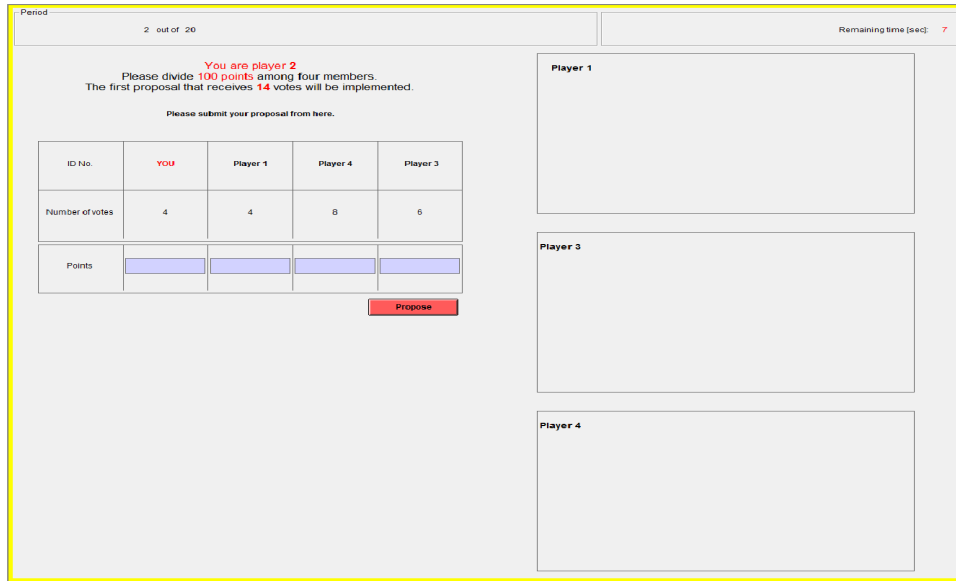 Period
2 out of 20
Remaining time [sec]: 7
You are player 2
Please divide 100 points among four members.
The first proposal that receives 14 votes will be implemented.
Please submit your proposal from here.
ID No. YOU Player 1 Player 4 Player 3
Number of votes 4 4 8 6
Points
Propose
Player 1
Player 3
Player 4